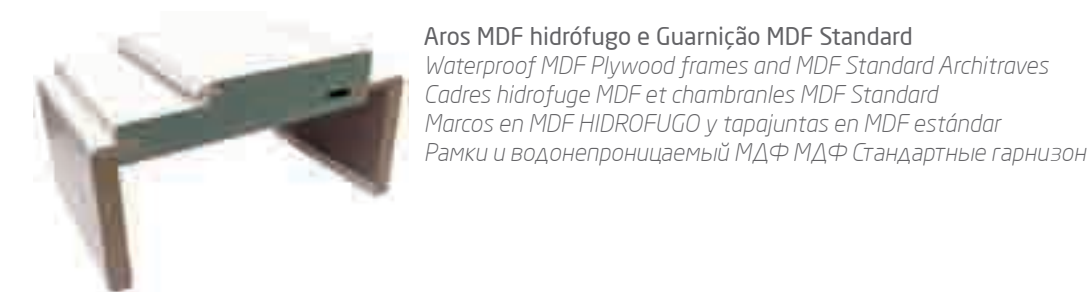 Aros MDF hidrófugo e Guarnição MDF Standard
Waterproof MDF Plywood frames and MDF Standard Architraves
Cadres hidrofuge MDF et chambranles MDF Standard
Marcos en MDF HIDROFUGO y tapajuntas en MDF estándar
Рамки и водонепроницаемый МДФ МДФ Стандартные гарнизон